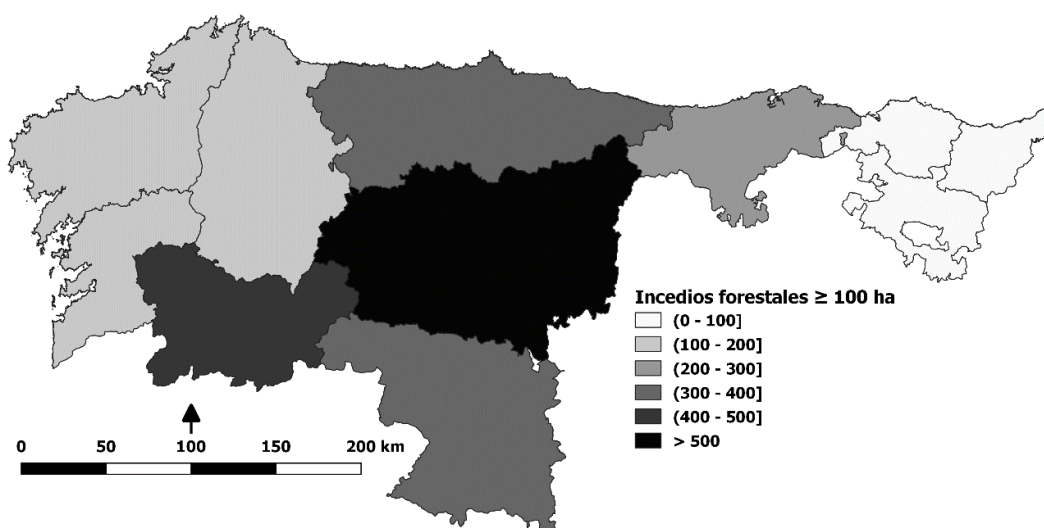 Incedios forestales ≥ 100 ha
(0 - 100]
(100 - 200]
(200 - 300]
(300 - 400]
(400 - 500]
> 500
0 50 100 150 200 km